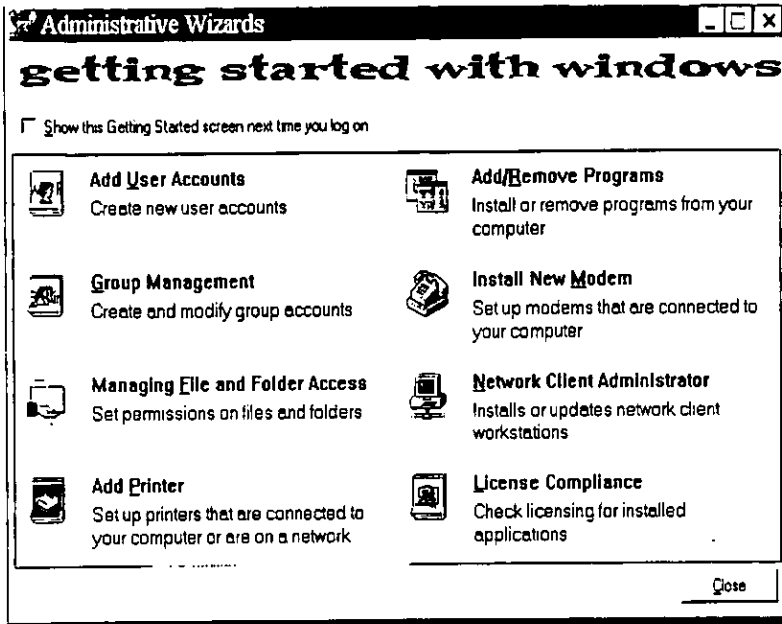 Administrative Wizards
getting started with windows
Show this Getting Started screen next time you log on
Add User Accounts
Create new user accounts
Group Management
Create and modify group accounts
Managing File and Folder Access
Set permissions on files and folders
Add Printer
Set up printers that are connected to
your computer or are on a network
Add/Remove Programs
Install or remove programs from your
computer
Install New Modem
Set up modems that are connected to
your computer
Network Client Administrator
Installs or updates network client
workstations
License Compliance
Check licensing for installed
applications
Close